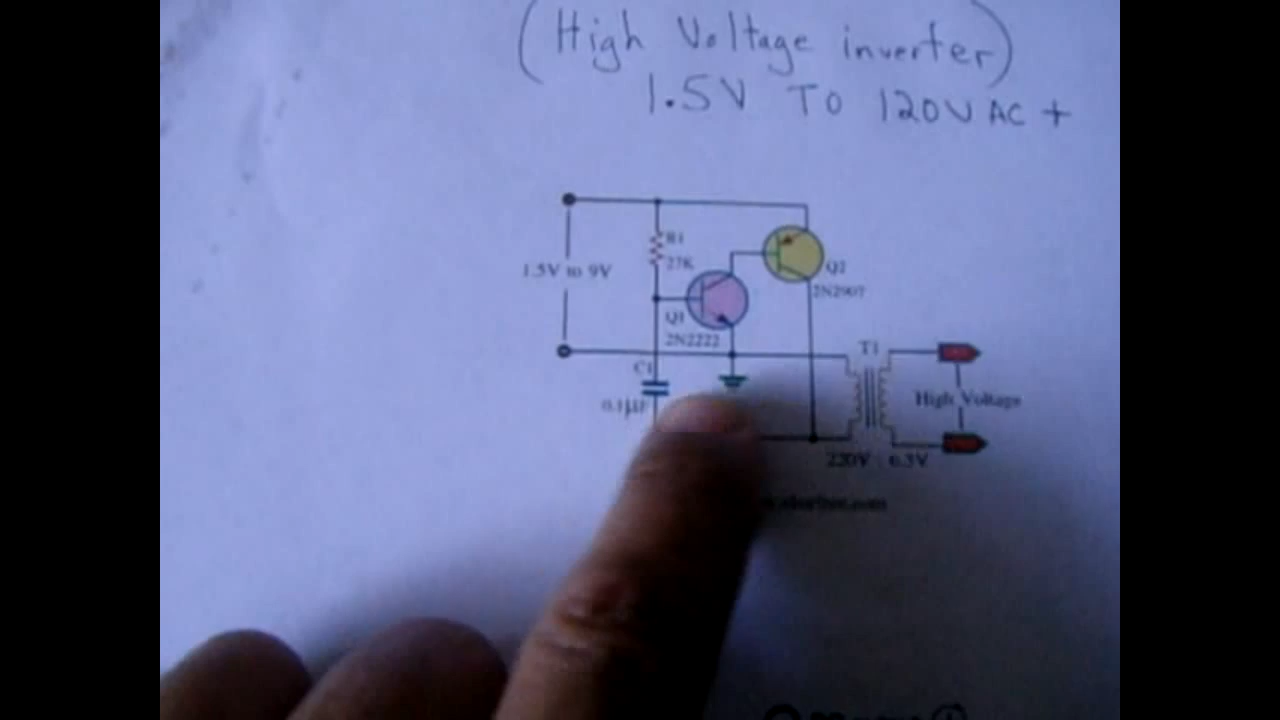 (High Voltage inverter)
1.5V TO 120V AC +
R1
27K
1.5V to 9V
Q2
2N2907
Q1
2N2222
T1
C1
0.1µF
High Voltage
220V : 6.3V